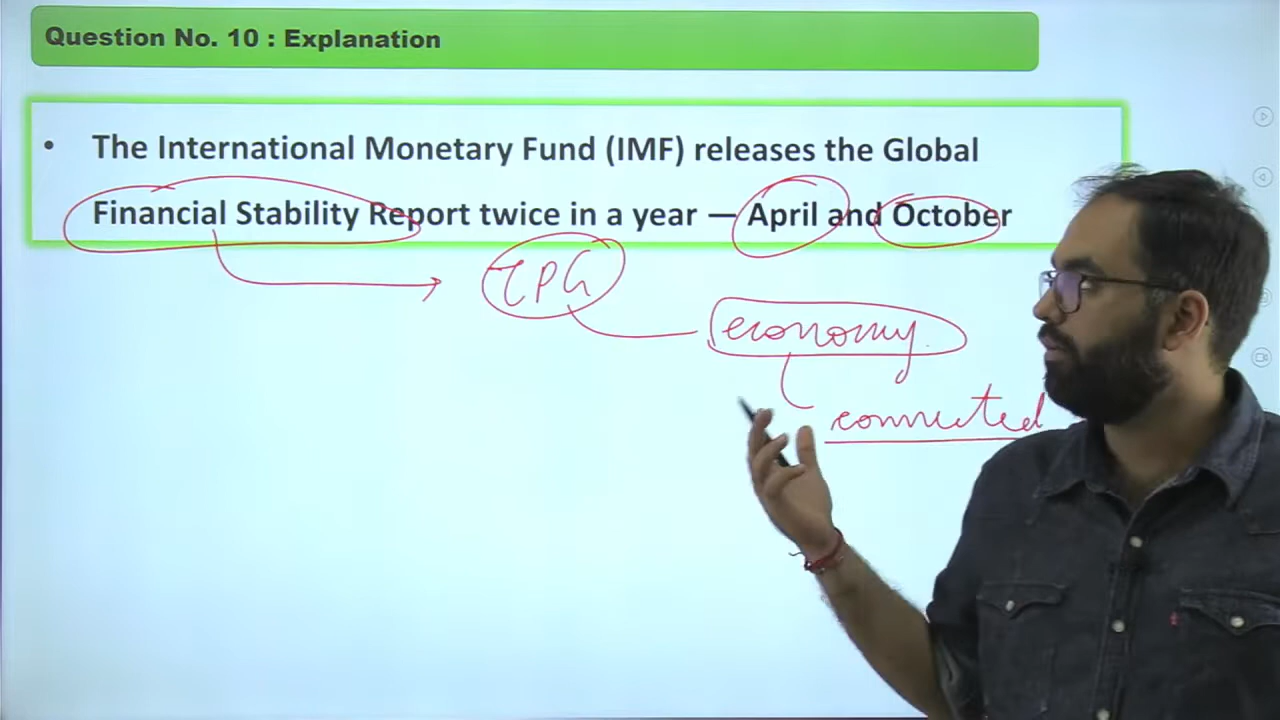 Question No. 10 : Explanation
• The International Monetary Fund (IMF) releases the Global
Financial Stability Report twice in a year — April and October
economy
connected